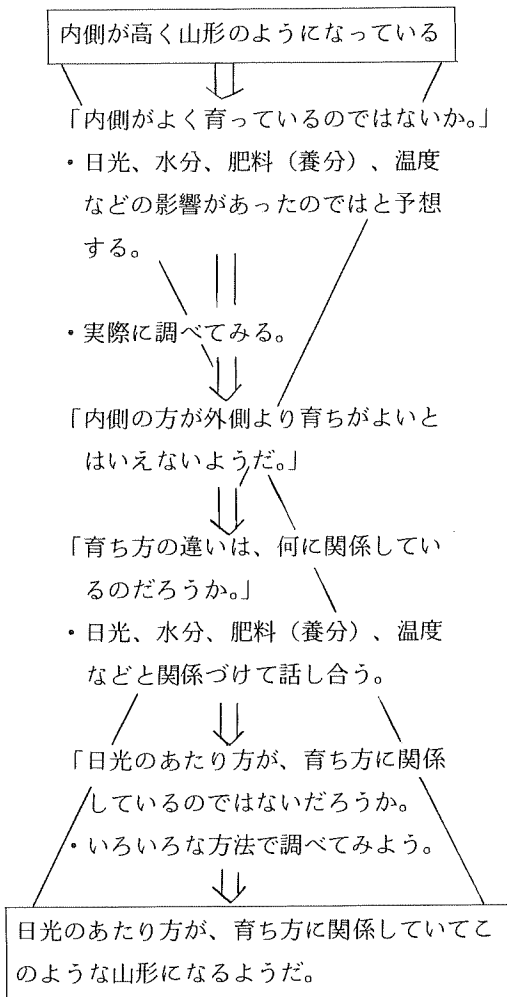 内側が高く山形のようになっている
「内側がよく育っているのではないか。」
・日光、水分、肥料（養分）、温度
などの影響があったのではと予想
する。
・実際に調べてみる。
「内側の方が外側より育ちがよいと
はいえないようだ。」
「育ち方の違いは、何に関係してい
るのだろうか。」
・日光、水分、肥料（養分）、温度
などと関係づけて話し合う。
「日光のあたり方が、育ち方に関係
しているのではないだろうか。
・いろいろな方法で調べてみよう。
日光のあたり方が、育ち方に関係していてこ
のような山形になるようだ。